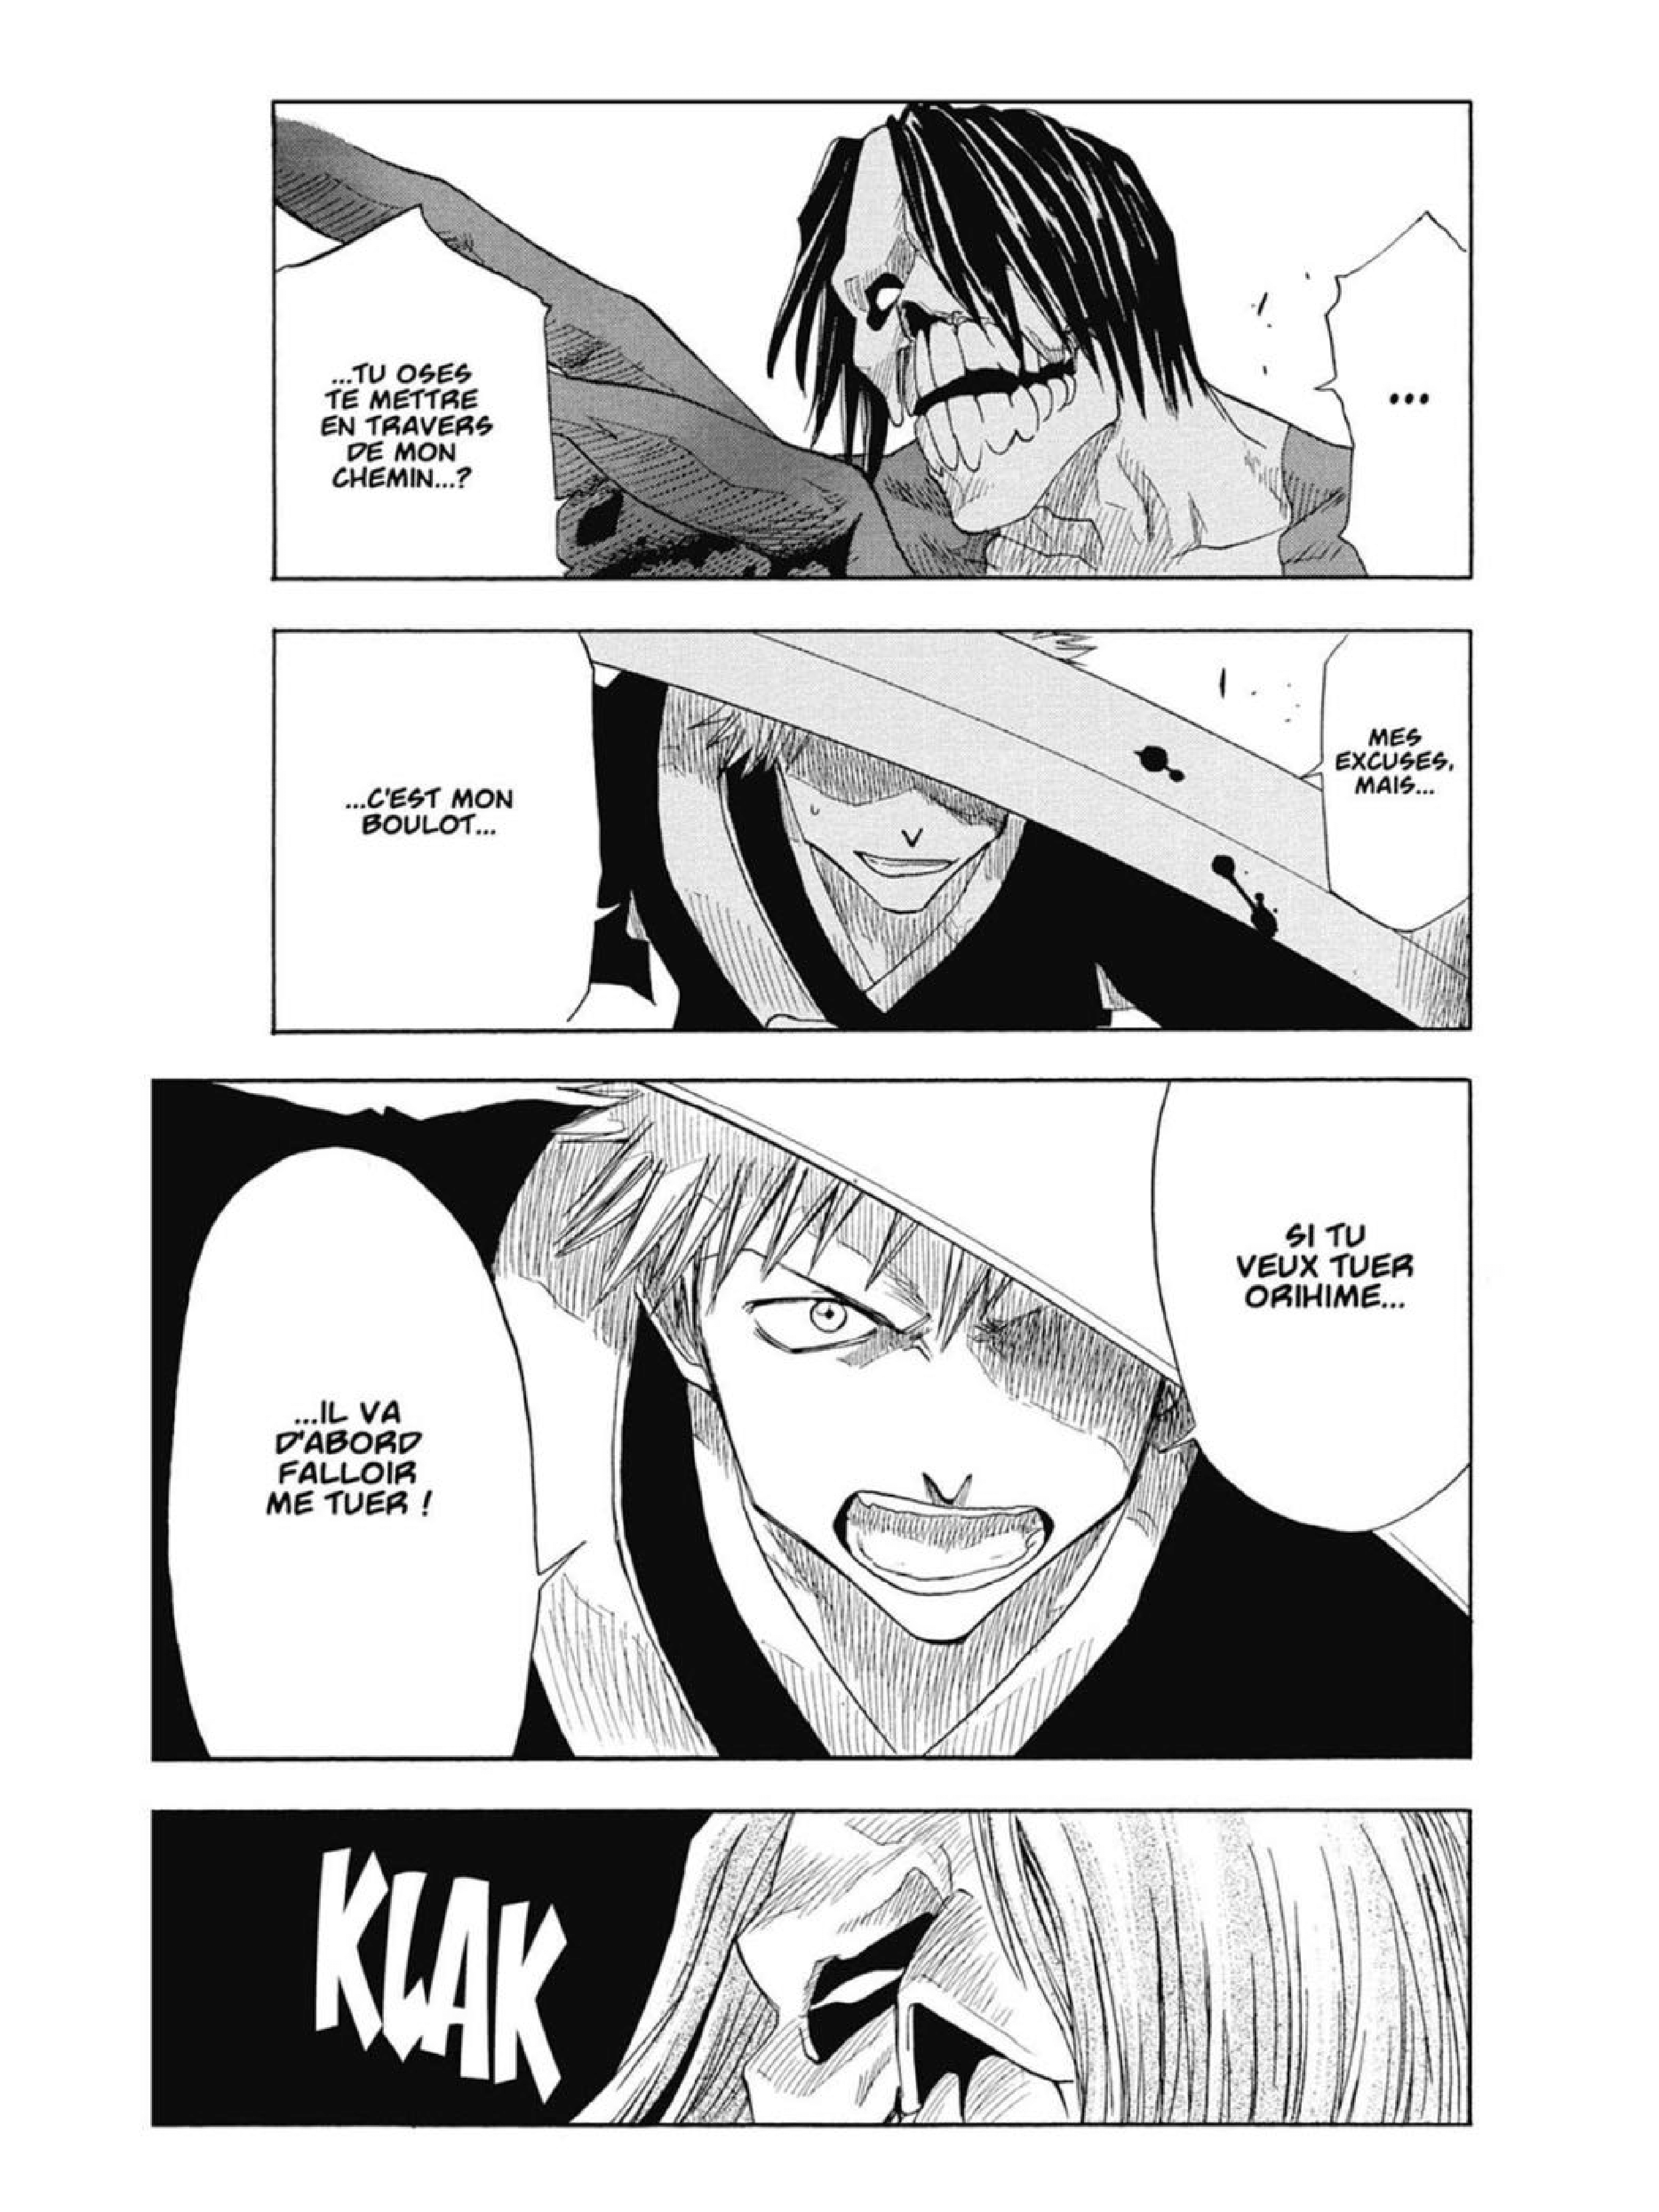 ...
...TU OSES
TE METTRE
EN TRAVERS
DE MON
CHEMIN...?
MES
EXCUSES,
MAIS...
...C'EST MON
BOULOT...
SI TU
VEUX TUER
ORIHIME...
...IL VA
D'ABORD
FALLOIR
ME TUER !
KLAK